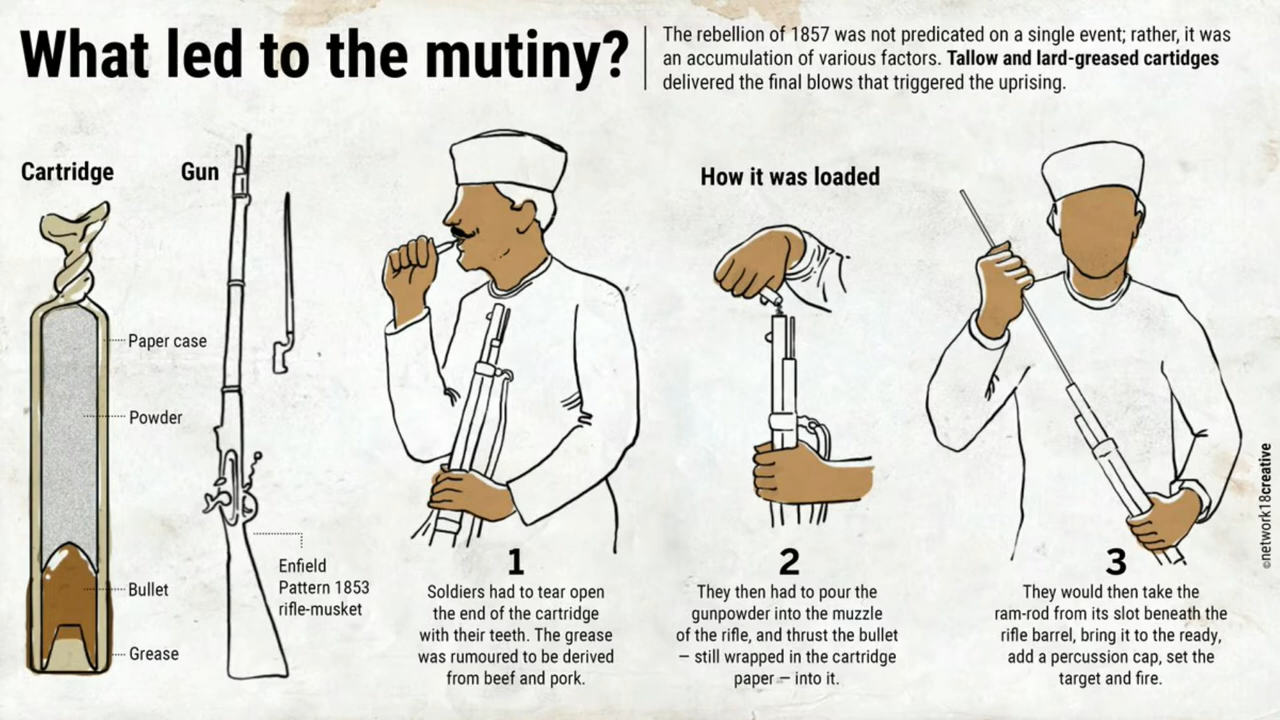 What led to the mutiny?
The rebellion of 1857 was not predicated on a single event; rather, it was
an accumulation of various factors. Tallow and lard-greased cartidges
delivered the final blows that triggered the uprising.
Cartridge
Gun
Paper case
Powder
Bullet
Grease
Enfield
Pattern 1853
rifle-musket
How it was loaded
1
Soldiers had to tear open
the end of the cartridge
with their teeth. The grease
was rumoured to be derived
from beef and pork.
2
They then had to pour the
gunpowder into the muzzle
of the rifle, and thrust the bullet
– still wrapped in the cartridge
paper – into it.
3
They would then take the
ram-rod from its slot beneath the
rifle barrel, bring it to the ready,
add a percussion cap, set the
target and fire.
©network18creative